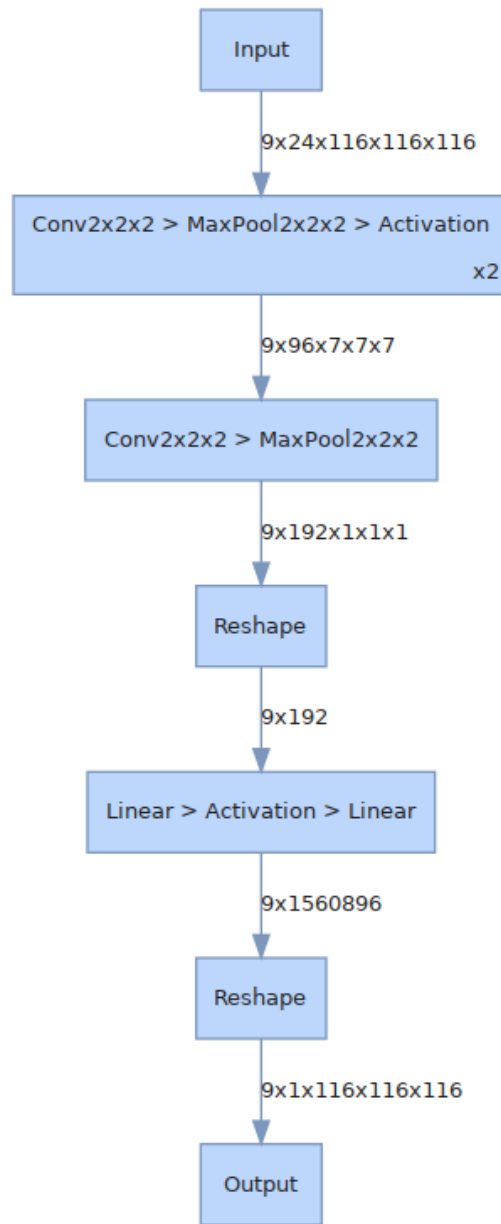 Input
9x24x116x116x116
Conv2x2x2 > MaxPool2x2x2 > Activation
x2
9x96x7x7x7
Conv2x2x2 > MaxPool2x2x2
9x192x1x1x1
Reshape
9x192
Linear > Activation > Linear
9x1560896
Reshape
9x1x116x116x116
Output